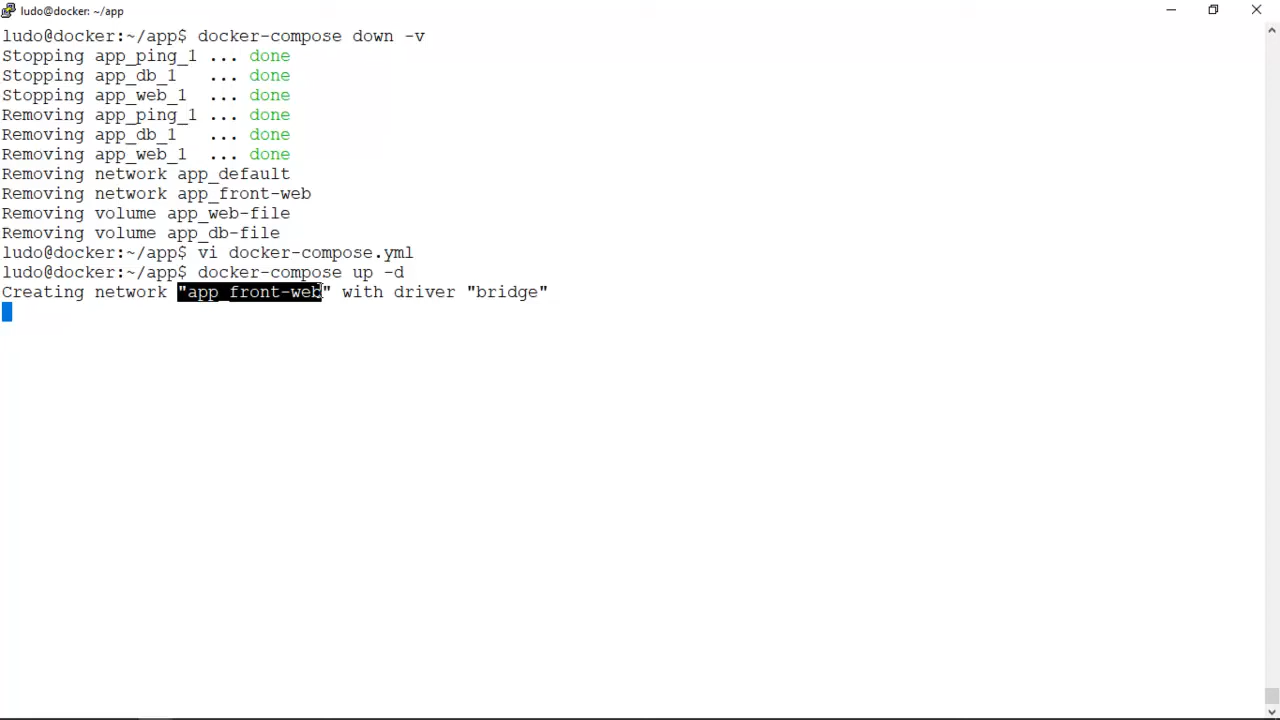 ludo@docker: ~/app
ludo@docker:~/app$ docker-compose down -v
Stopping app_ping_1 ... done
Stopping app_db_1   ... done
Stopping app_web_1  ... done
Removing app_ping_1 ... done
Removing app_db_1   ... done
Removing app_web_1  ... done
Removing network app_default
Removing network app_front-web
Removing volume app_web-file
Removing volume app_db-file
ludo@docker:~/app$ vi docker-compose.yml
ludo@docker:~/app$ docker-compose up -d
Creating network "app_front-web" with driver "bridge"